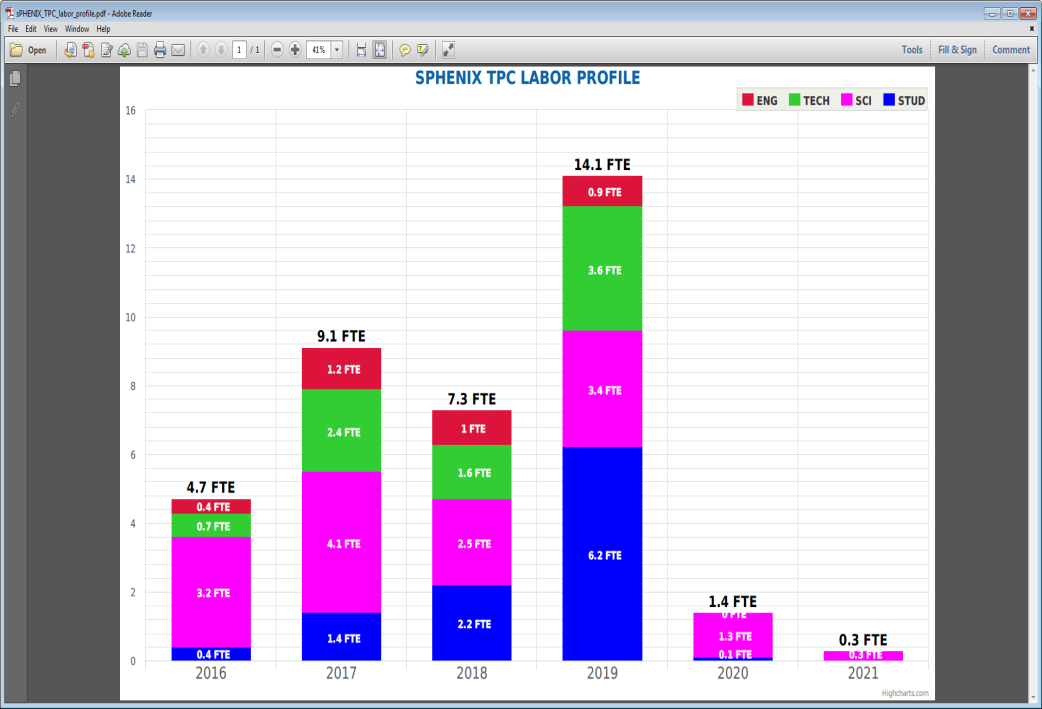 sPHENIX_TPC_labor_profile.pdf - Adobe Reader
File Edit View Window Help
Open 1 / 1 41% Tools Fill & Sign Comment
SPHENIX TPC LABOR PROFILE
ENG TECH SCI STUD
16
14
12
10
8
6
4
2
0
4.7 FTE
0.4 FTE
0.7 FTE
3.2 FTE
0.4 FTE
9.1 FTE
1.2 FTE
2.4 FTE
4.1 FTE
1.4 FTE
7.3 FTE
1 FTE
1.6 FTE
2.5 FTE
2.2 FTE
14.1 FTE
0.9 FTE
3.6 FTE
3.4 FTE
6.2 FTE
1.4 FTE
0 FTE
1.3 FTE
0.1 FTE
0.3 FTE
0.3 FTE
2016 2017 2018 2019 2020 2021
Highcharts.com